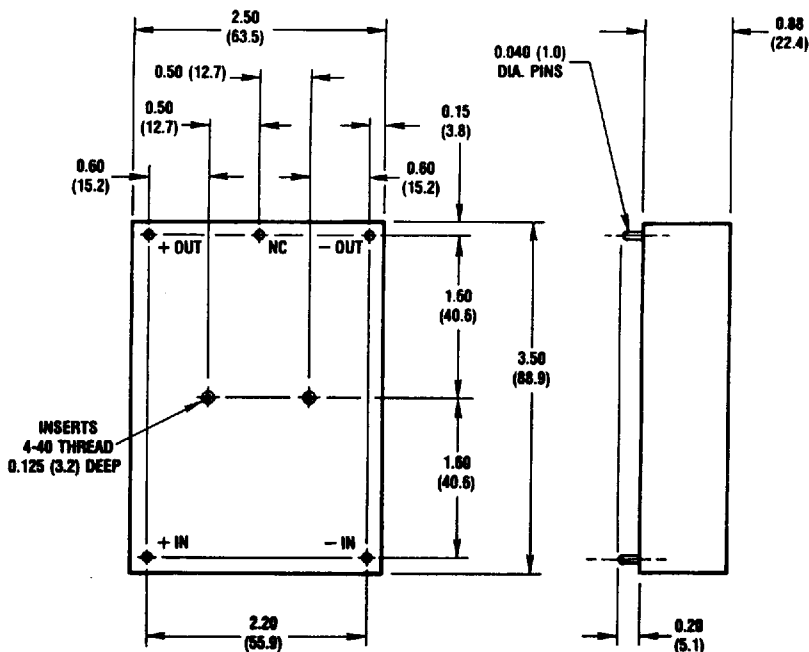 2.50
(63.5)
0.88
(22.4)
0.040 (1.0)
DIA. PINS
0.50 (12.7)
0.50
(12.7)
0.15
(3.8)
0.60
(15.2)
0.60
(15.2)
+ OUT
NC
− OUT
1.60
(40.6)
3.50
(88.9)
INSERTS
4-40 THREAD
0.125 (3.2) DEEP
1.60
(40.6)
+ IN
− IN
2.20
(55.9)
0.20
(5.1)